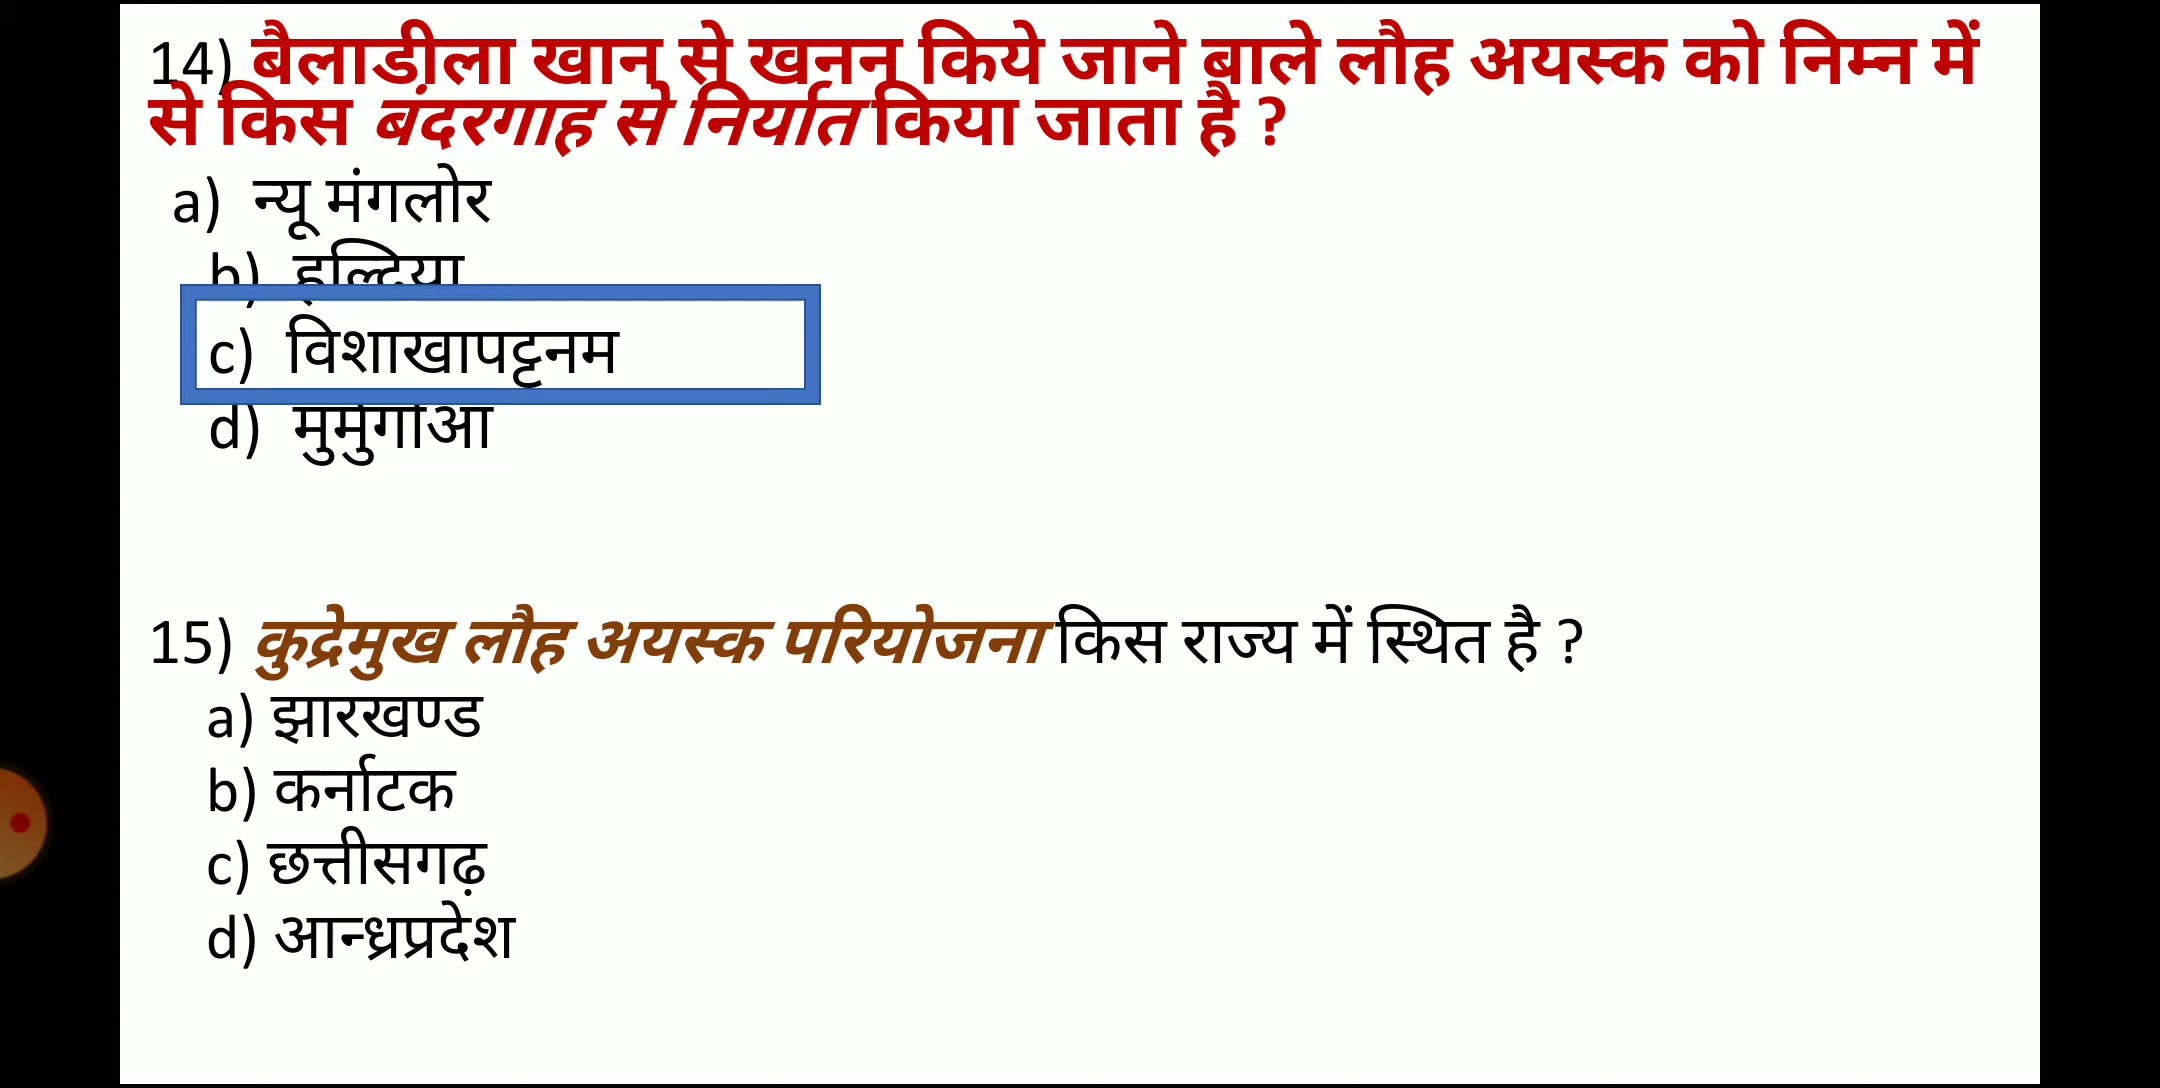 14) बैलाडी़ला खान से खनन किये जाने बाले लौह अयस्क को निम्न में
से किस बंदरगाह से निर्यात किया जाता है ?
a) न्यू मंगलोर
b) हल्दिया
c) विशाखापट्टनम
d) मुर्मुगाओ
15) कुद्रेमुख लौह अयस्क परियोजना किस राज्य में स्थित है ?
a) झारखण्ड
b) कर्नाटक
c) छत्तीसगढ़
d) आन्ध्रप्रदेश